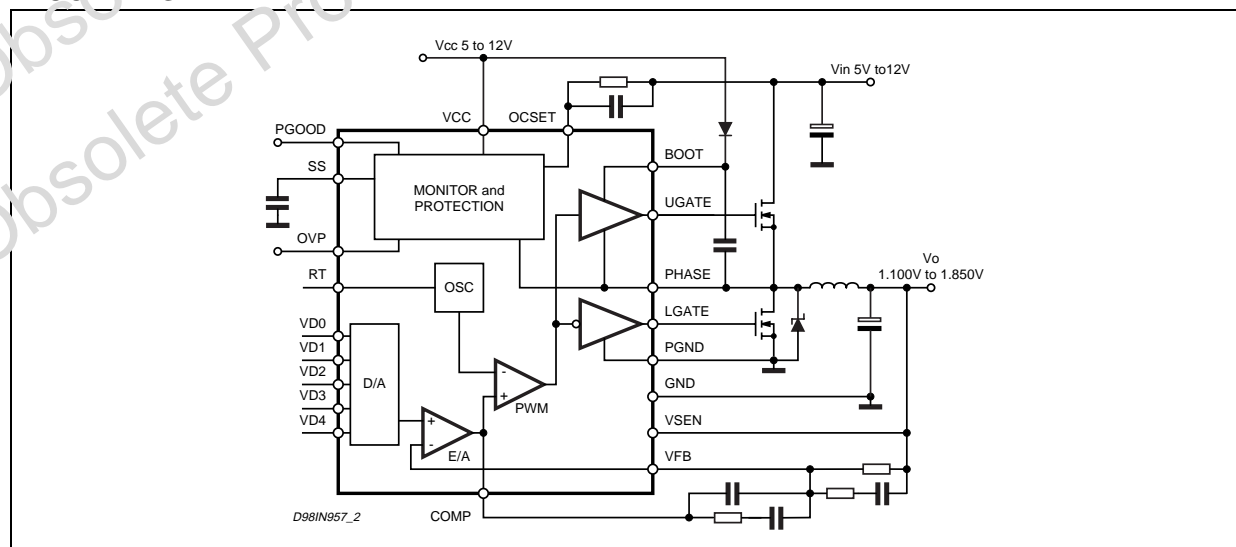 Obsolete Pro
Obsolete
Vcc 5 to 12V
Vin 5V to12V
VCC
OCSET
PGOOD
SS
MONITOR and
PROTECTION
BOOT
UGATE
OVP
RT
OSC
PHASE
Vo
1.100V to 1.850V
LGATE
VD0
VD1
VD2
VD3
VD4
D/A
PGND
GND
-
+
PWM
+
-
E/A
VSEN
VFB
D98IN957_2
COMP